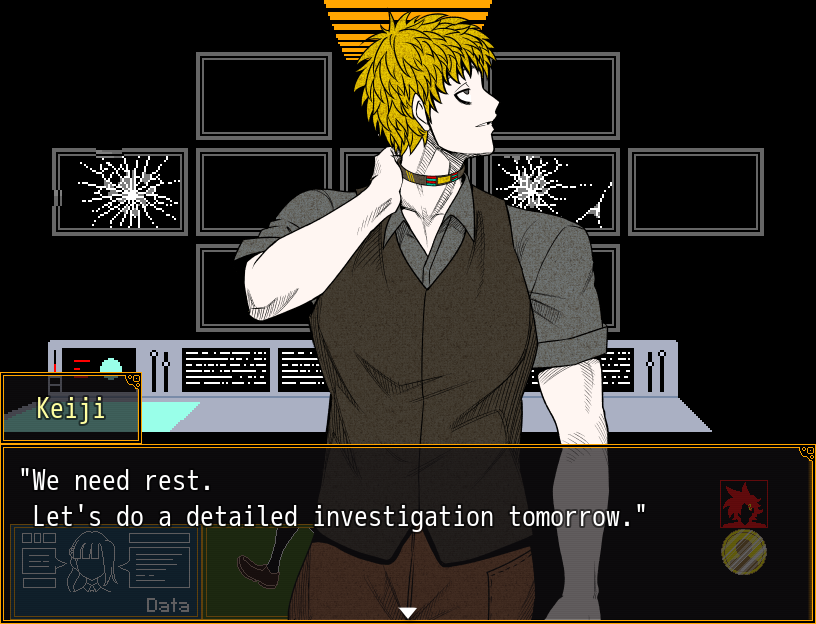 Keiji
"We need rest.
Let's do a detailed investigation tomorrow."
Data